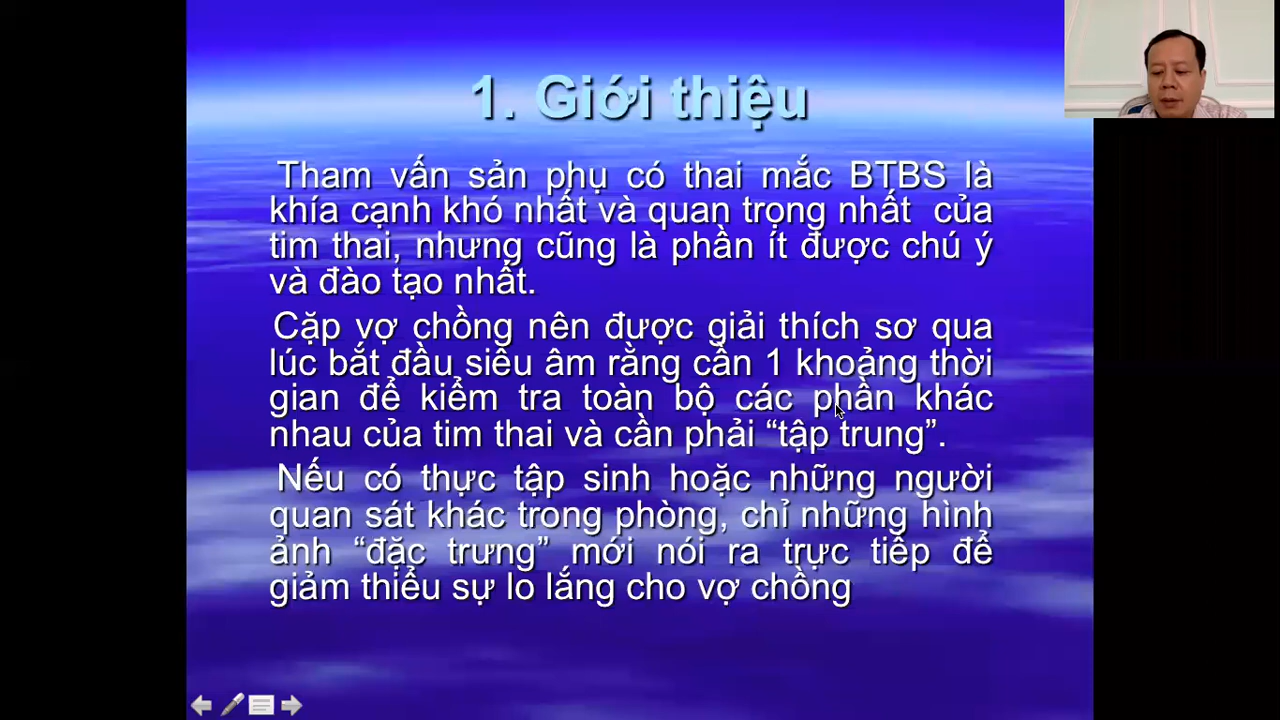 1. Giới thiệu
Tham vấn sản phụ có thai mắc BTBS là
khía cạnh khó nhất và quan trọng nhất của
tim thai, nhưng cũng là phần ít được chú ý
và đào tạo nhất.
Cặp vợ chồng nên được giải thích sơ qua
lúc bắt đầu siêu âm rằng cần 1 khoảng thời
gian để kiểm tra toàn bộ các phần khác
nhau của tim thai và cần phải “tập trung”.
Nếu có thực tập sinh hoặc những người
quan sát khác trong phòng, chỉ những hình
ảnh “đặc trưng” mới nói ra trực tiếp để
giảm thiểu sự lo lắng cho vợ chồng